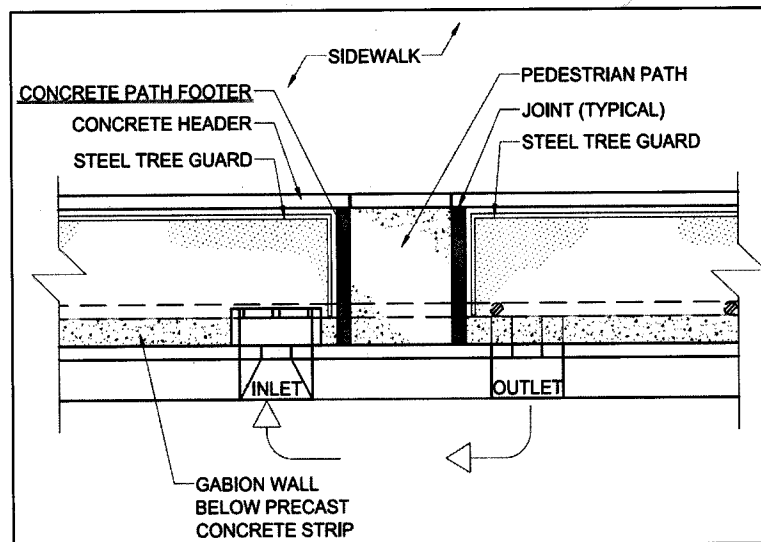 SIDEWALK
CONCRETE PATH FOOTER
PEDESTRIAN PATH
CONCRETE HEADER
JOINT (TYPICAL)
STEEL TREE GUARD
STEEL TREE GUARD
INLET
OUTLET
GABION WALL
BELOW PRECAST
CONCRETE STRIP